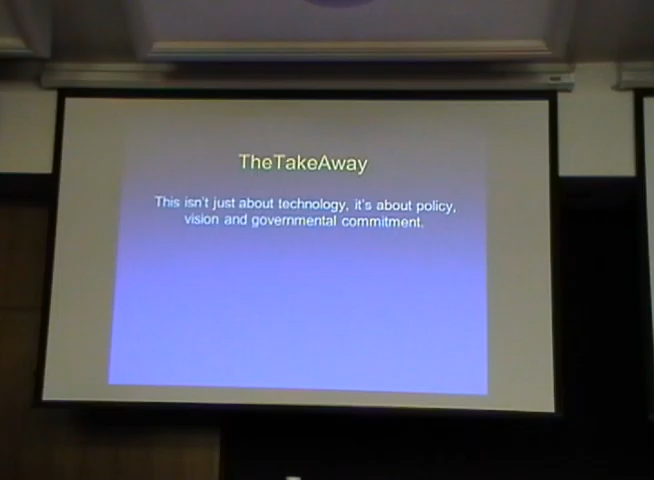 TheTakeAway
This isn't just about technology, it's about policy,
vision and governmental commitment.